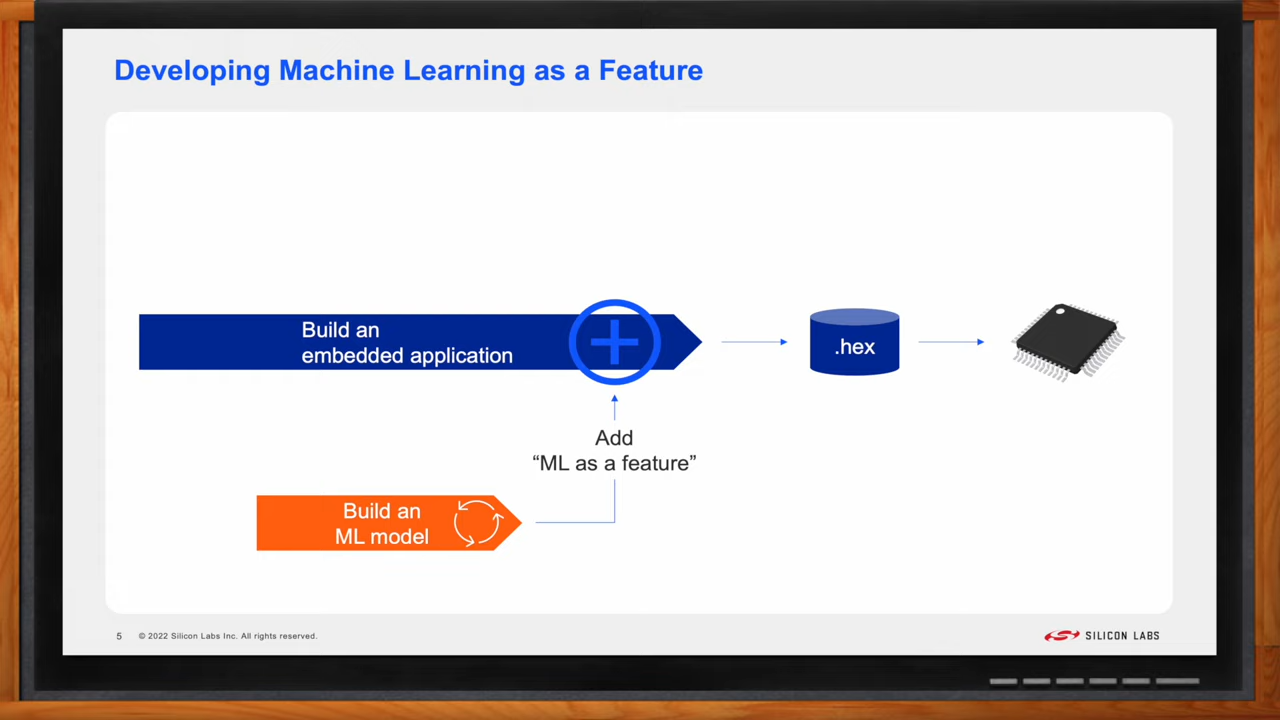 Developing Machine Learning as a Feature
Build an
embedded application
.hex
Add
“ML as a feature”
Build an
ML model
5 © 2022 Silicon Labs Inc. All rights reserved.
SILICON LABS